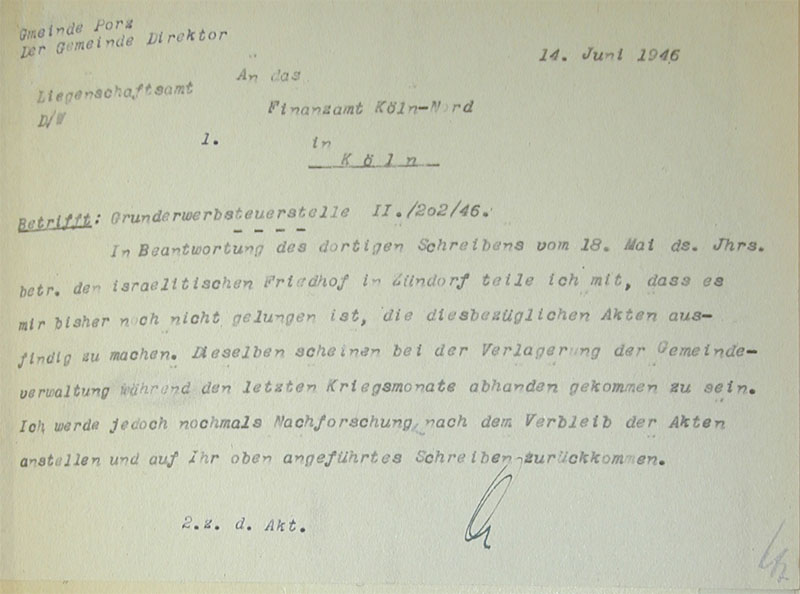 Gmeinde Porz
Der Gemeinde Direktor
14. Juni 1946
Liegenschaftsamt
D/W
An das
Finanzamt Köln-Nord
1.
in
Köln
Betrifft: Grunderwerbsteuerstelle II./202/46.
In Beantwortung des dortigen Schreibens vom 18. Mai ds. Jhrs.
betr. den israelitischen Friedhof in Zündorf teile ich mit, dass es
mir bisher noch nicht gelungen ist, die diesbezüglichen Akten aus-
findig zu machen. Dieselben scheinen bei der Verlagerung der Gemeinde-
verwaltung während den letzten Kriegsmonate abhanden gekommen zu sein.
Ich werde jedoch nochmals Nachforschung nach dem Verbleib der Akten
anstellen und auf Ihr oben angeführtes Schreiben zurückkommen.
2.z. d. Akt.